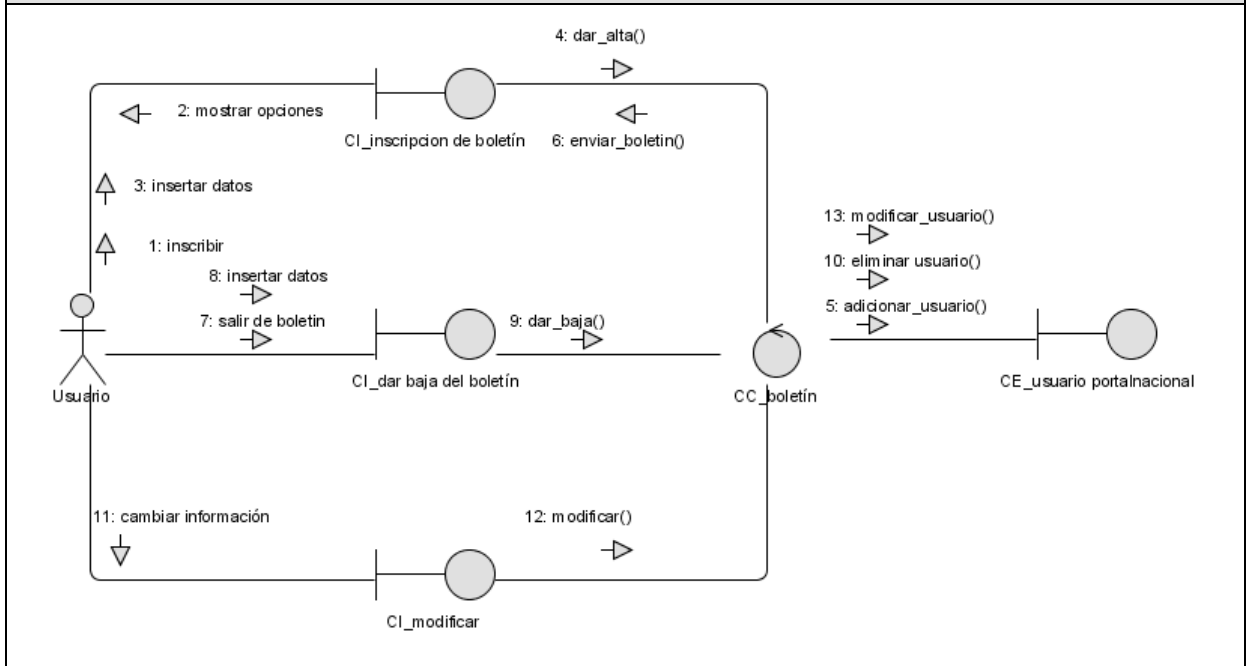 4: dar_alta()
2: mostrar opciones
CI_inscripcion de boletín
6: enviar_boletin()
3: insertar datos
1: inscribir
13: modificar_usuario()
10: eliminar usuario()
5: adicionar_usuario()
8: insertar datos
7: salir de boletin
9: dar_baja()
CI_dar baja del boletín
CE_usuario portalnacional
Usuario
CC_boletín
11: cambiar información
12: modificar()
CI_modificar